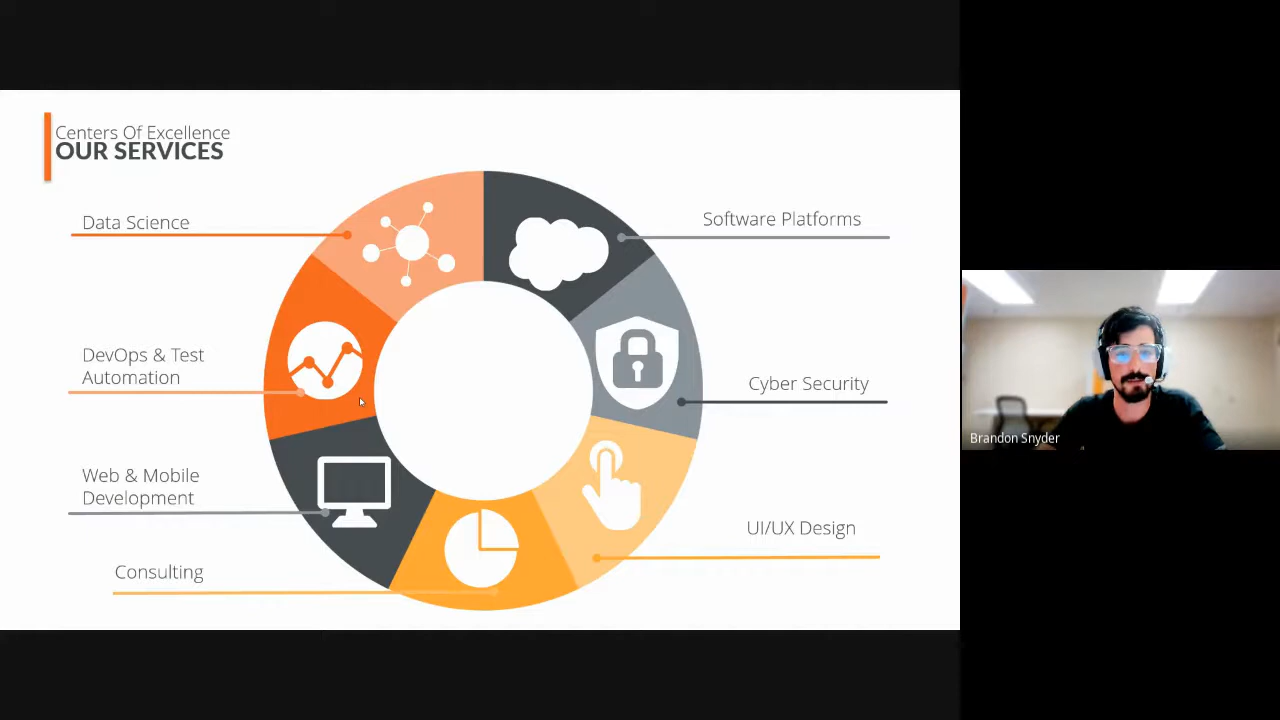 Centers Of Excellence
OUR SERVICES
Data Science
Software Platforms
DevOps & Test
Automation
Cyber Security
Web & Mobile
Development
UI/UX Design
Consulting
Brandon Snyder